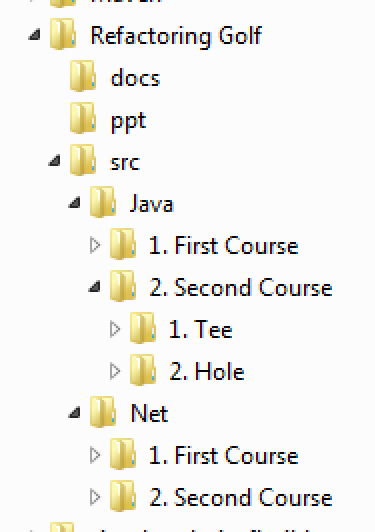 Refactoring Golf
docs
ppt
src
Java
1. First Course
2. Second Course
1. Tee
2. Hole
Net
1. First Course
2. Second Course